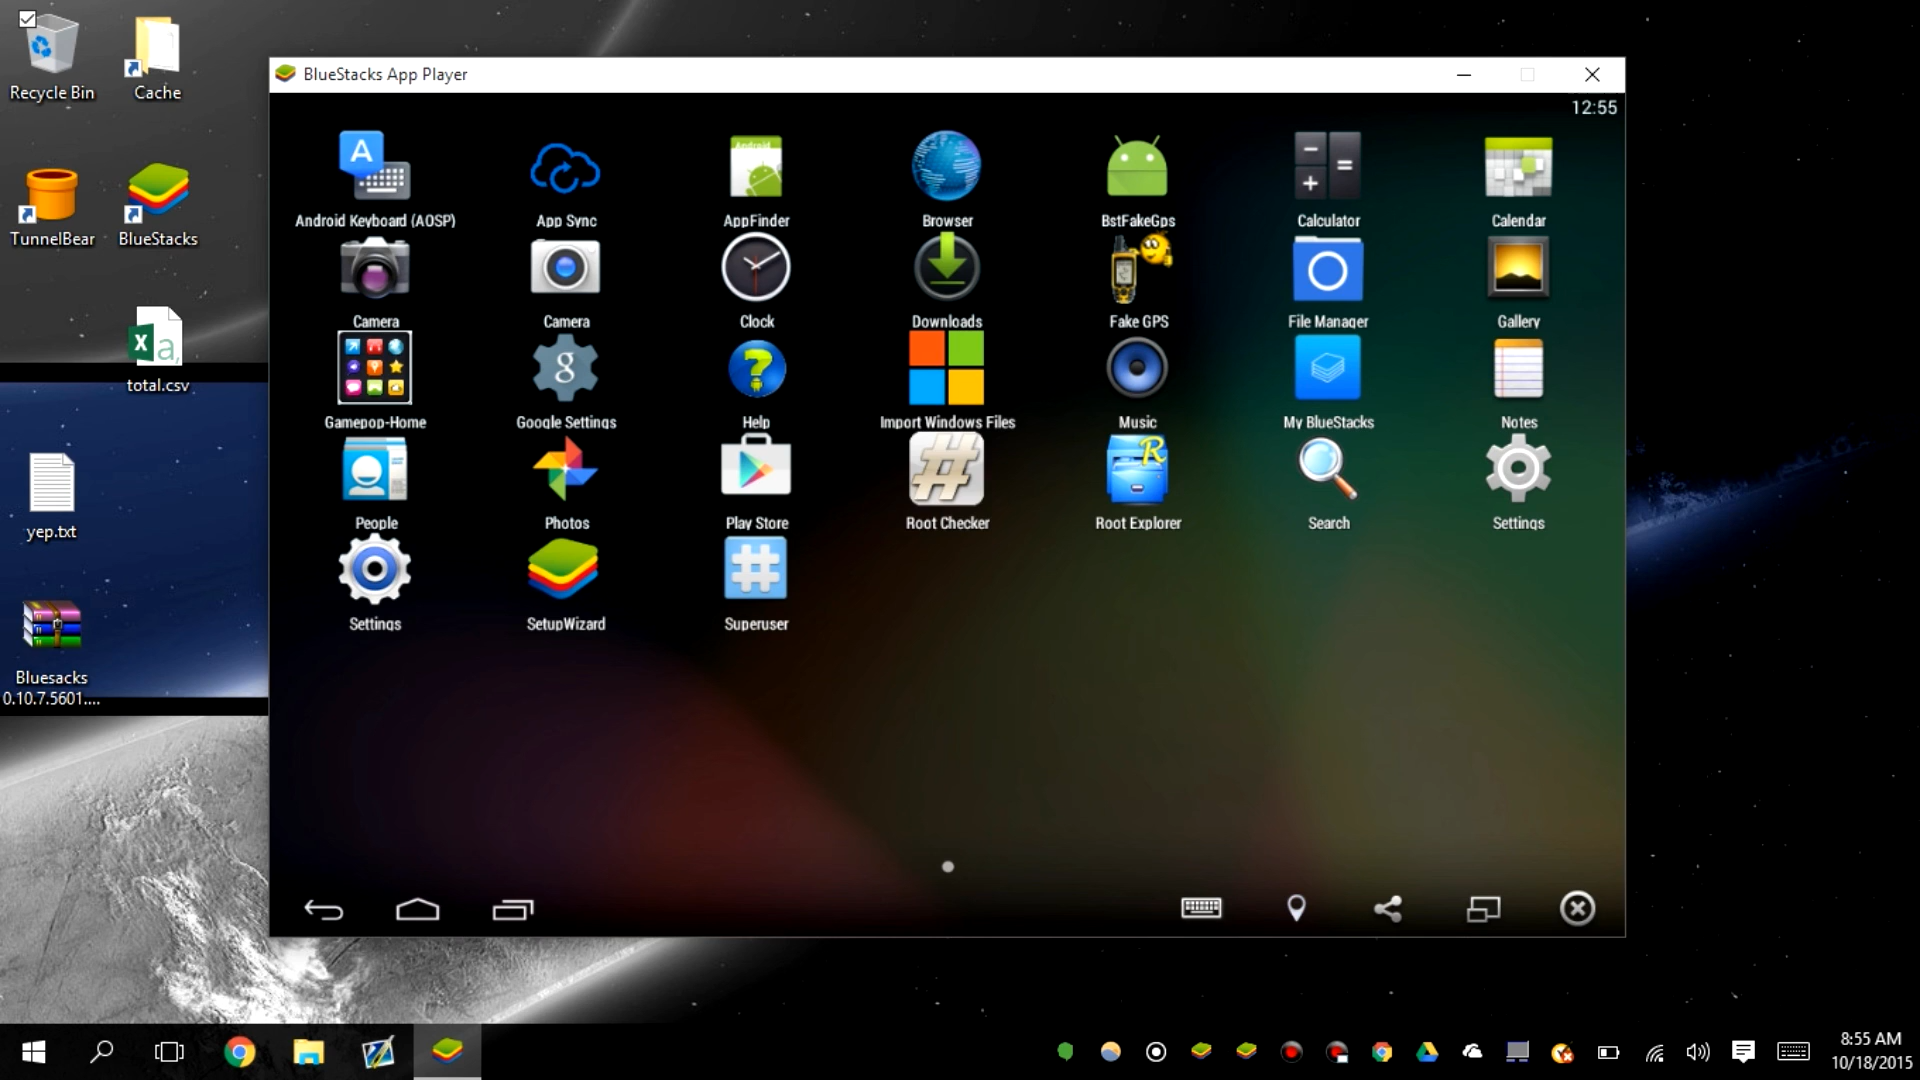 Recycle Bin
Cache
TunnelBear
BlueStacks
total.csv
yep.txt
Bluesacks
0.10.7.5601....
BlueStacks App Player
12:55
Android Keyboard (AOSP)
App Sync
AppFinder
Browser
BstFakeGps
Calculator
Calendar
Camera
Camera
Clock
Downloads
Fake GPS
File Manager
Gallery
Gamepop-Home
Google Settings
Help
Import Windows Files
Music
My BlueStacks
Notes
People
Photos
Play Store
Root Checker
Root Explorer
Search
Settings
Settings
SetupWizard
Superuser
8:55 AM
10/18/2015